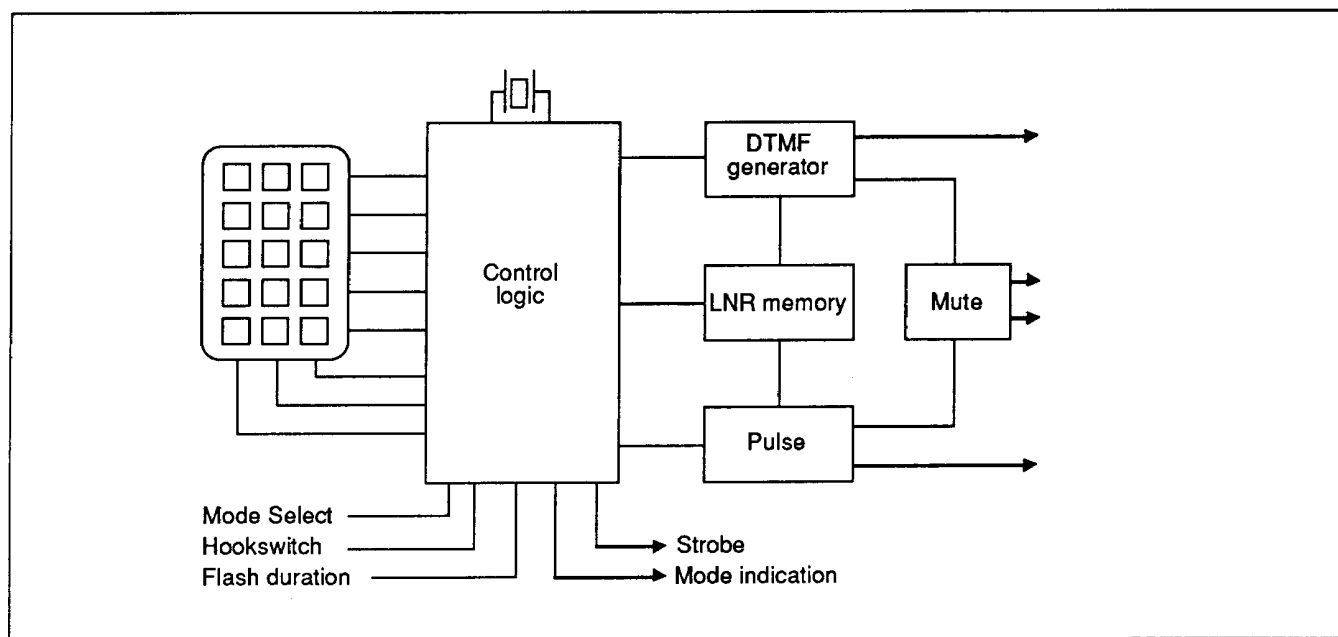 DTMF
generator
Control
logic
LNR memory
Mute
Pulse
Mode Select
Hookswitch
Flash duration
Strobe
Mode indication